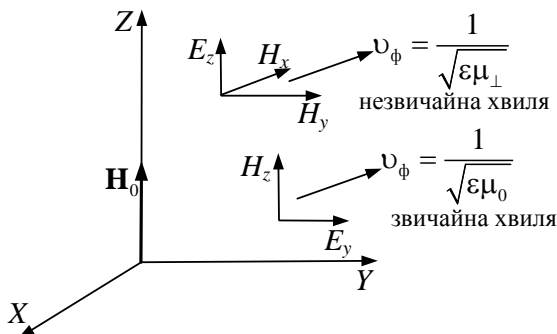 Z
E_z
H_x
H_y
υ_ф = 1/√(εμ_⊥)
незвичайна хвиля
H_0
H_z
E_y
υ_ф = 1/√(εμ_0)
звичайна хвиля
Y
X